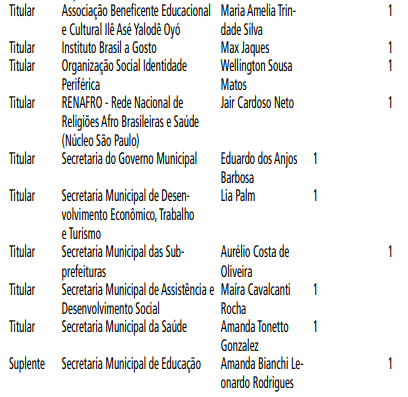 Titular Associação Beneficente Educacional Maria Amelia Trin- 1
e Cultural Ilê Asé Yalodê Oyó dade Silva
Titular Instituto Brasil a Gosto Max Jaques 1
Titular Organização Social Identidade Wellington Sousa 1
Periférica Matos
Titular RENAFRO - Rede Nacional de Jair Cardoso Neto 1
Religiões Afro Brasileiras e Saúde
(Núcleo São Paulo)
Titular Secretaria do Governo Municipal Eduardo dos Anjos 1
Barbosa
Titular Secretaria Municipal de Desen- Lia Palm 1
volvimento Econômico, Trabalho
e Turismo
Titular Secretaria Municipal das Sub- Aurélio Costa de 1
prefeituras Oliveira
Titular Secretaria Municipal de Assistência e Maíra Cavalcanti 1
Desenvolvimento Social Rocha
Titular Secretaria Municipal da Saúde Amanda Tonetto 1
Gonzalez
Suplente Secretaria Municipal de Educação Amanda Bianchi Le- 1
onardo Rodrigues